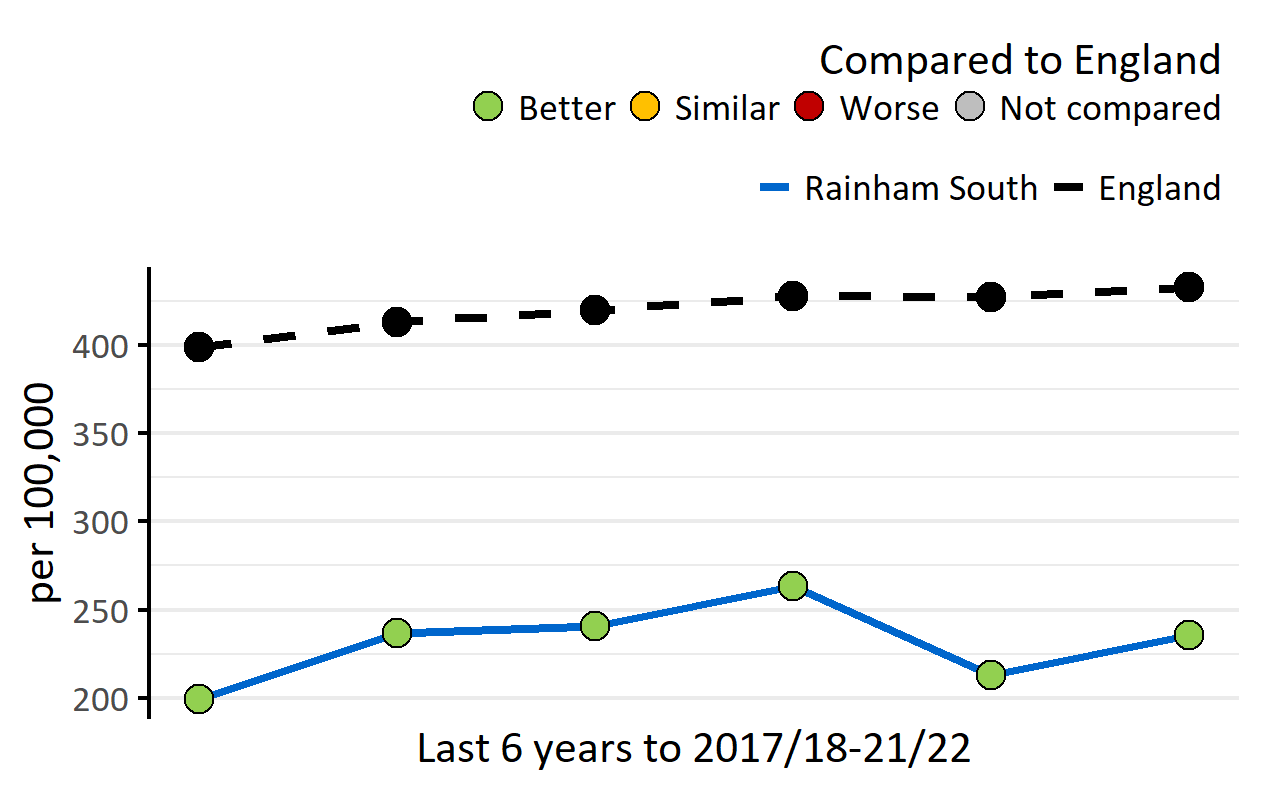 Compared to England
Better Similar Worse Not compared
Rainham South England
per 100,000
400
350
300
250
200
Last 6 years to 2017/18-21/22